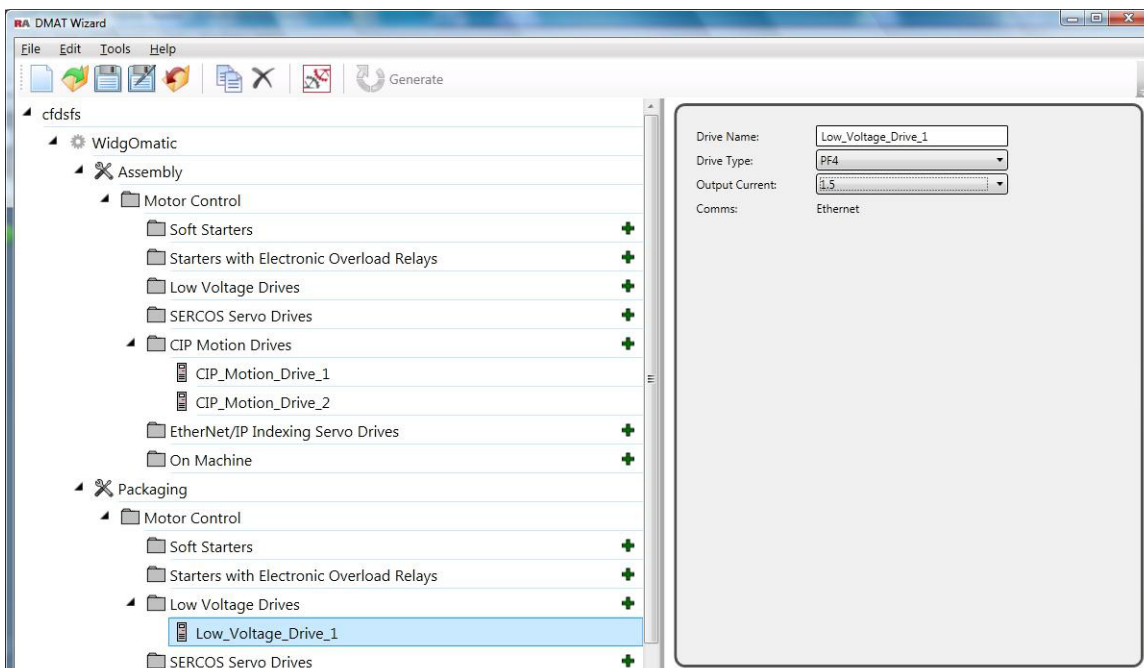 RA DMAT Wizard
File Edit Tools Help
Generate
cfdsfs
WidgOmatic
Assembly
Motor Control
Soft Starters
Starters with Electronic Overload Relays
Low Voltage Drives
SERCOS Servo Drives
CIP Motion Drives
CIP_Motion_Drive_1
CIP_Motion_Drive_2
EtherNet/IP Indexing Servo Drives
On Machine
Packaging
Motor Control
Soft Starters
Starters with Electronic Overload Relays
Low Voltage Drives
Low_Voltage_Drive_1
SERCOS Servo Drives
Drive Name: Low_Voltage_Drive_1
Drive Type: PF4
Output Current: 1.5
Comms: Ethernet